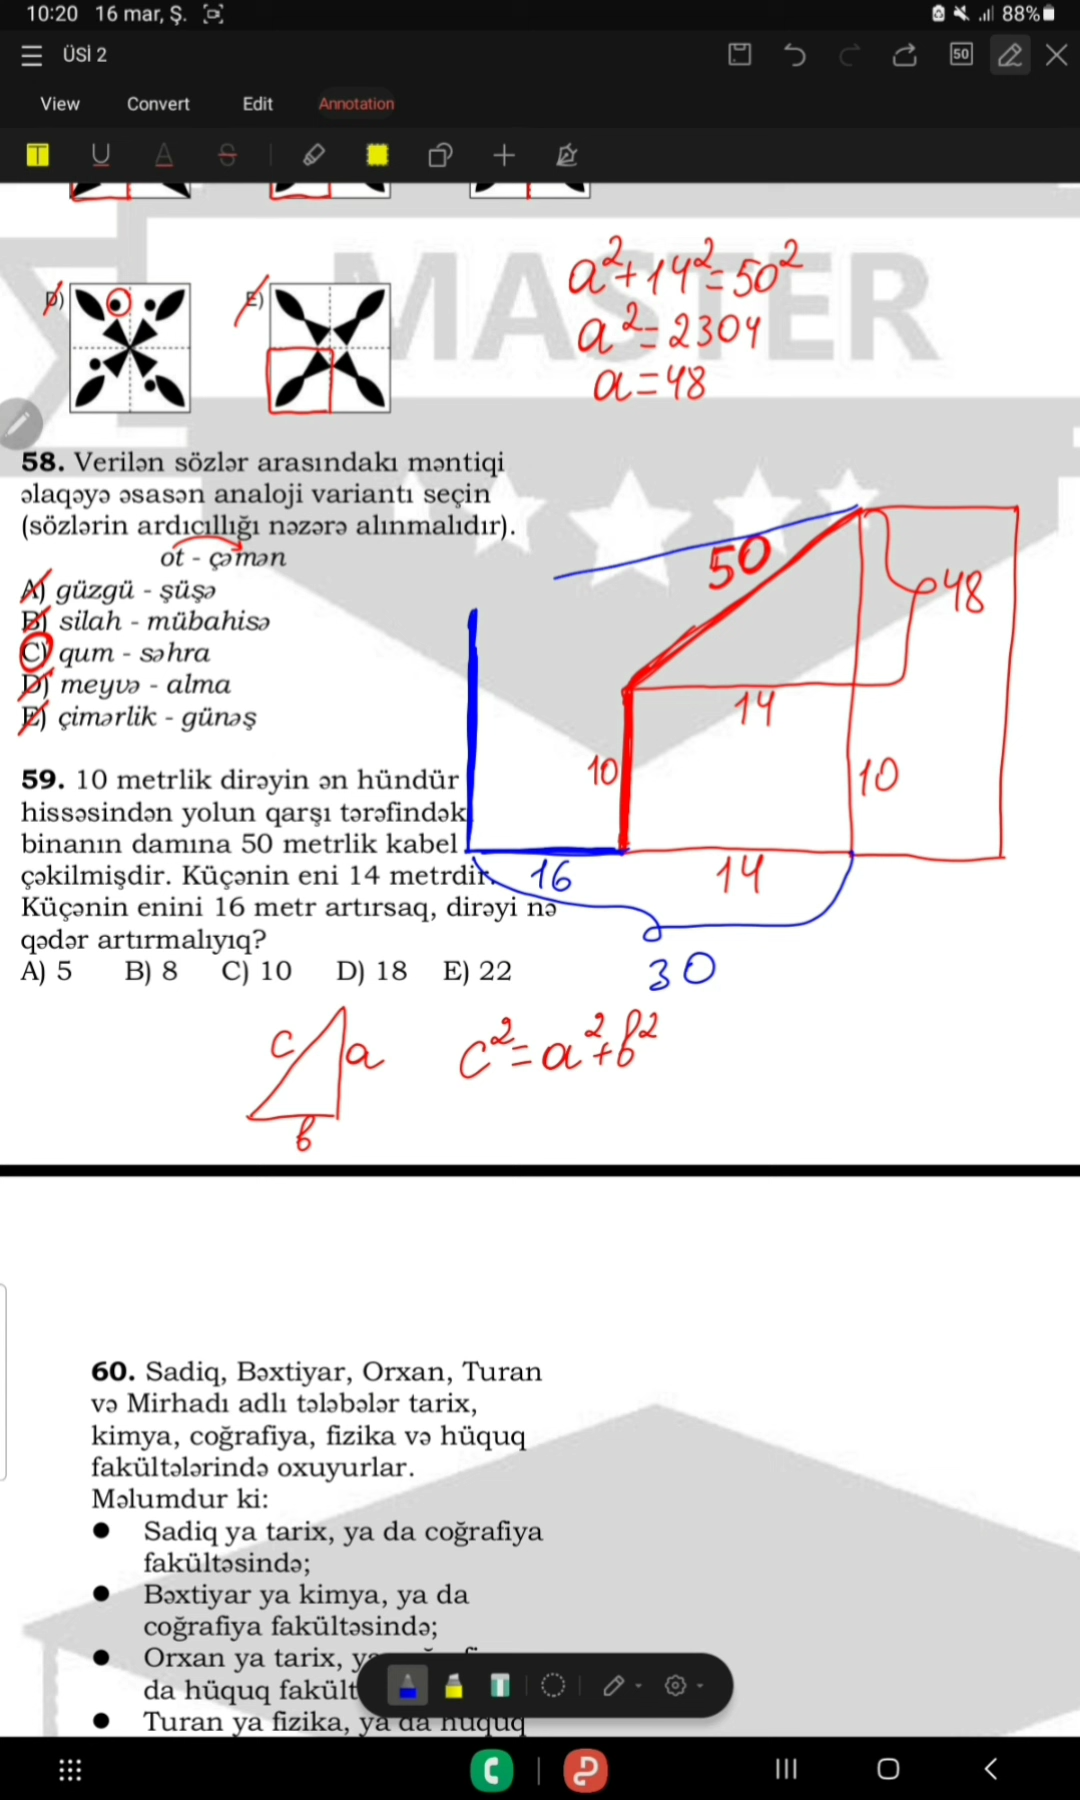 10:20 16 mar, Ş. 88%
ÜSİ 2 50
View Convert Edit Annotation
T U A S
MASTER
D) E)
a²+14²=50²
a²=2304
a=48
58. Verilən sözlər arasındakı məntiqi
əlaqəyə əsasən analoji variantı seçin
(sözlərin ardıcıllığı nəzərə alınmalıdır).
ot - çəmən
A) güzgü - şüşə
B) silah - mübahisə
C) qum - səhra
D) meyvə - alma
E) çimərlik - günəş
50
48
14
10
10
16
14
30
59. 10 metrlik dirəyin ən hündür
hissəsindən yolun qarşı tərəfindək
binanın damına 50 metrlik kabel
çəkilmişdir. Küçənin eni 14 metrdir.
Küçənin enini 16 metr artırsaq, dirəyi nə
qədər artırmalıyıq?
A) 5 B) 8 C) 10 D) 18 E) 22
c a b
c²=a²+b²
60. Sadiq, Bəxtiyar, Orxan, Turan
və Mirhadı adlı tələbələr tarix,
kimya, coğrafiya, fizika və hüquq
fakültələrində oxuyurlar.
Məlumdur ki:
● Sadiq ya tarix, ya da coğrafiya
fakültəsində;
● Bəxtiyar ya kimya, ya da
coğrafiya fakültəsində;
● Orxan ya tarix,
da hüquq fakült
● Turan ya fizika, ya da hüquq